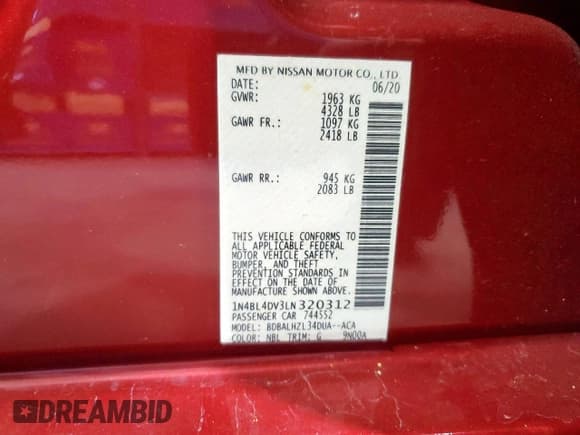 MFD BY NISSAN MOTOR CO., LTD
DATE: 06/20
GVWR: 1963 KG
4328 LB
GAWR FR.: 1097 KG
2418 LB
GAWR RR.: 945 KG
2083 LB
THIS VEHICLE CONFORMS TO
ALL APPLICABLE FEDERAL
MOTOR VEHICLE SAFETY,
BUMPER, AND THEFT
PREVENTION STANDARDS
IN EFFECT ON THE DATE OF
MANUFACTURE SHOWN ABOVE.
1N4BL4DV3LN320312
PASSENGER CAR 744552
MODEL: BDBALHZL34DUA--ACA
COLOR: NBL TRIM: G 9N00A
DREAMBID